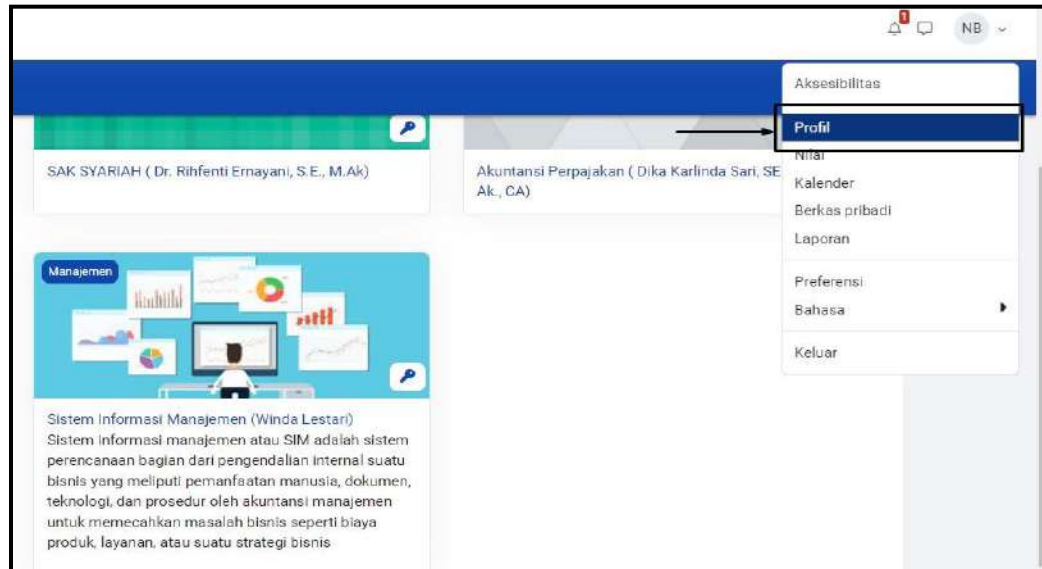 1
NB
Aksesibilitas
Profil
Nilai
Kalender
Berkas pribadi
Laporan
Preferensi
Bahasa
Keluar
SAK SYARIAH ( Dr. Rihfenti Ernayani, S.E., M.Ak)
Akuntansi Perpajakan ( Dika Karlinda Sari, SE
Ak., CA)
Manajemen
Sistem Informasi Manajemen (Winda Lestari)
Sistem informasi manajemen atau SIM adalah sistem
perencanaan bagian dari pengendalian internal suatu
bisnis yang meliputi pemanfaatan manusia, dokumen,
teknologi, dan prosedur oleh akuntansi manajemen
untuk memecahkan masalah bisnis seperti biaya
produk, layanan, atau suatu strategi bisnis